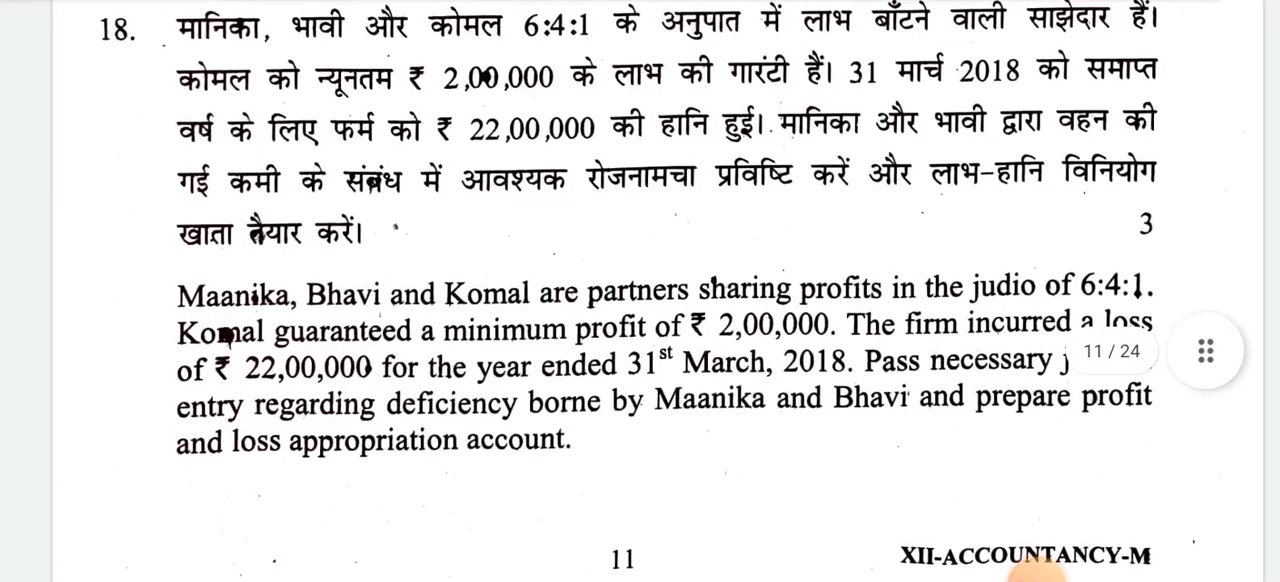 18. मानिका, भावी और कोमल 6:4:1 के अनुपात में लाभ बाँटने वाली साझेदार हैं।
कोमल को न्यूनतम ₹ 2,00,000 के लाभ की गारंटी हैं। 31 मार्च 2018 को समाप्त
वर्ष के लिए फर्म को ₹ 22,00,000 की हानि हुई। मानिका और भावी द्वारा वहन की
गई कमी के संबंध में आवश्यक रोजनामचा प्रविष्टि करें और लाभ-हानि विनियोग
खाता तैयार करें। 3
Maanika, Bhavi and Komal are partners sharing profits in the judio of 6:4:1.
Komal guaranteed a minimum profit of ₹ 2,00,000. The firm incurred a loss
of ₹ 22,00,000 for the year ended 31st March, 2018. Pass necessary j
11 / 24
entry regarding deficiency borne by Maanika and Bhavi and prepare profit
and loss appropriation account.
11 XII-ACCOUNTANCY-M